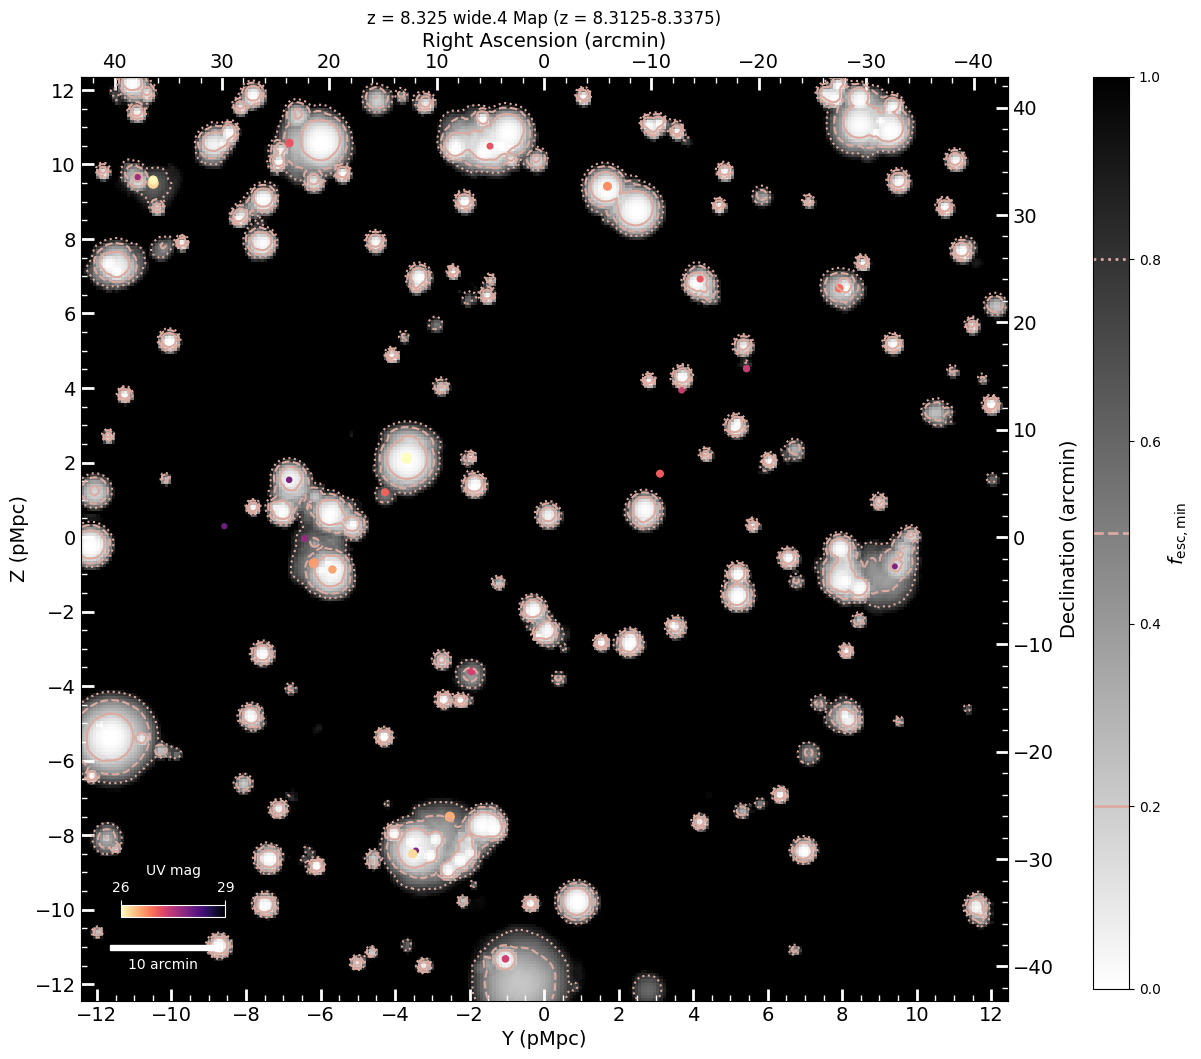 z = 8.325 wide.4 Map (z = 8.3125-8.3375)
Right Ascension (arcmin)
40 30 20 10 0 −10 −20 −30 −40
12
10
8
6
4
2
0
−2
−4
−6
−8
−10
−12
Z (pMpc)
UV mag
26 29
10 arcmin
−12 −10 −8 −6 −4 −2 0 2 4 6 8 10 12
Y (pMpc)
40
30
20
10
0
−10
−20
−30
−40
Declination (arcmin)
1.0
0.8
0.6
0.4
0.2
0.0
f_esc,min